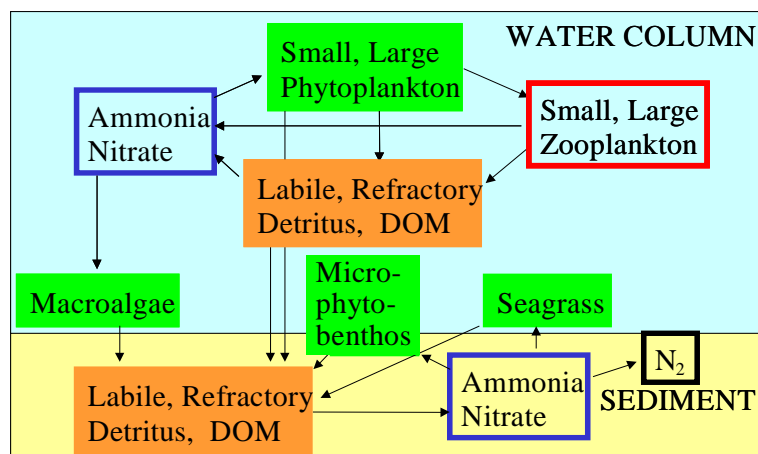 WATER COLUMN
Small, Large
Phytoplankton
Small, Large
Zooplankton
Ammonia
Nitrate
Labile, Refractory
Detritus, DOM
Macroalgae
Micro-
phyto-
benthos
Seagrass
N₂
SEDIMENT
Labile, Refractory
Detritus, DOM
Ammonia
Nitrate